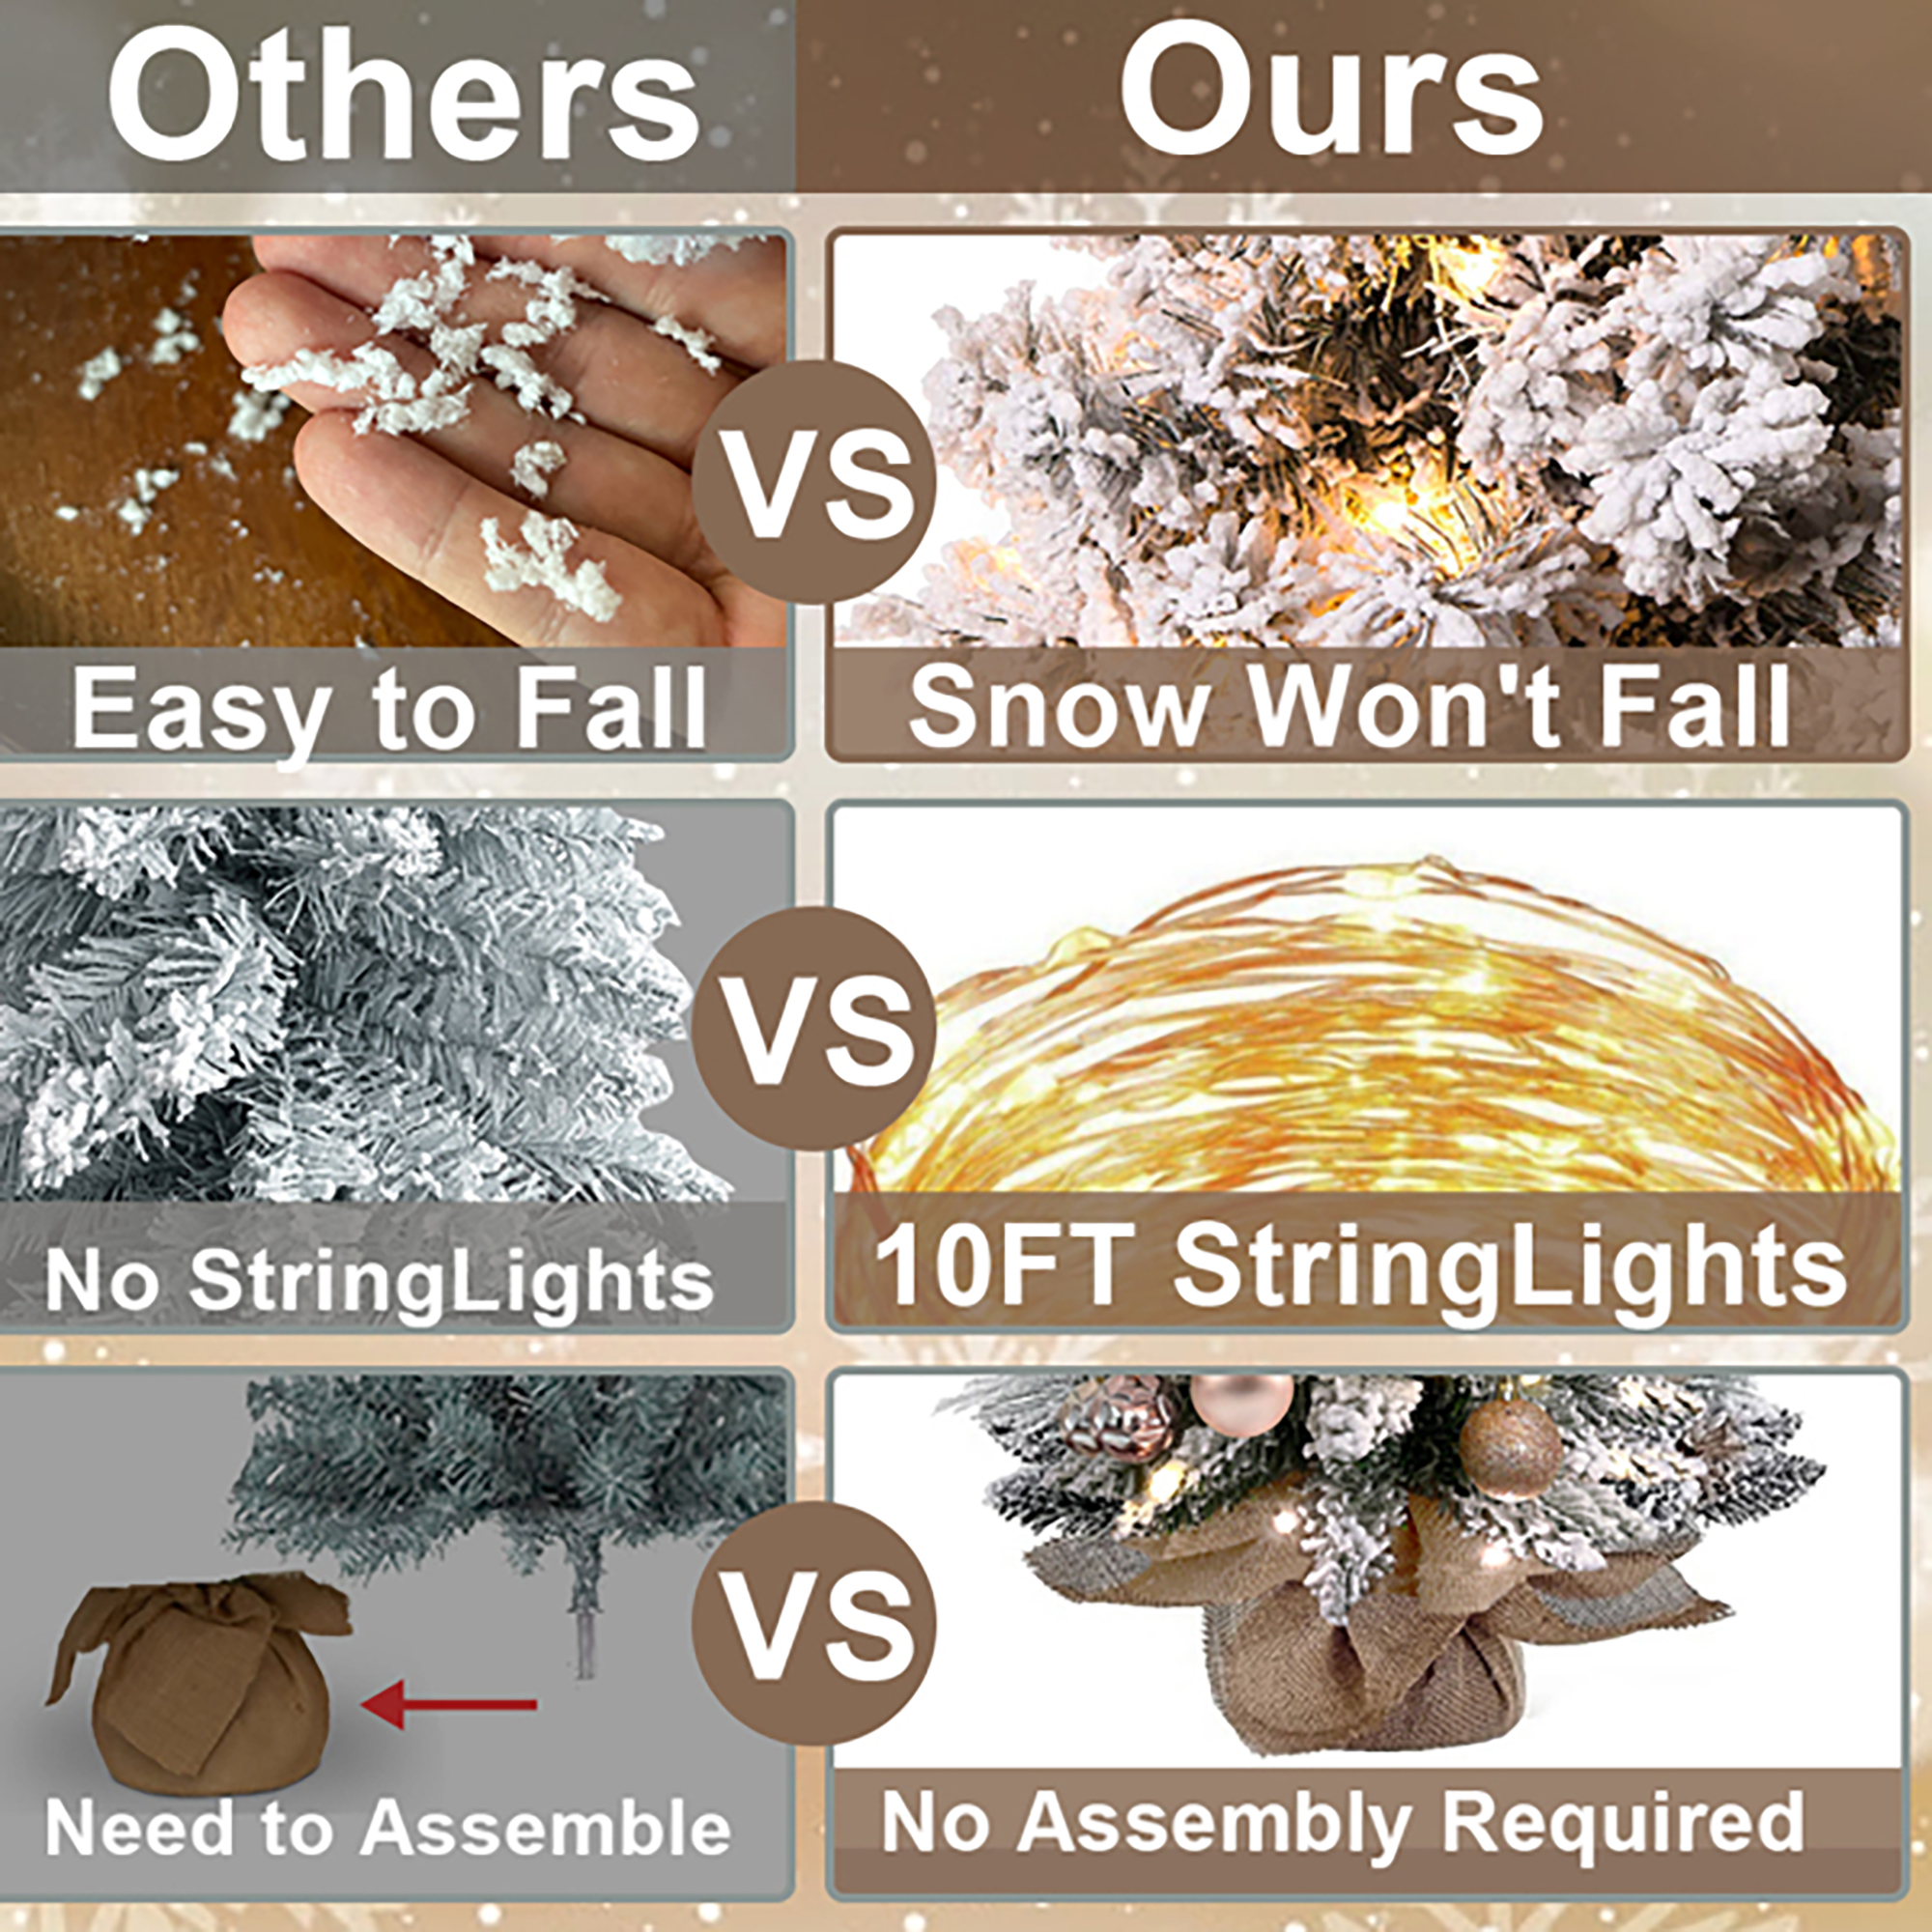 Others
Ours
VS
Easy to Fall
Snow Won't Fall
VS
No StringLights
10FT StringLights
VS
Need to Assemble
No Assembly Required